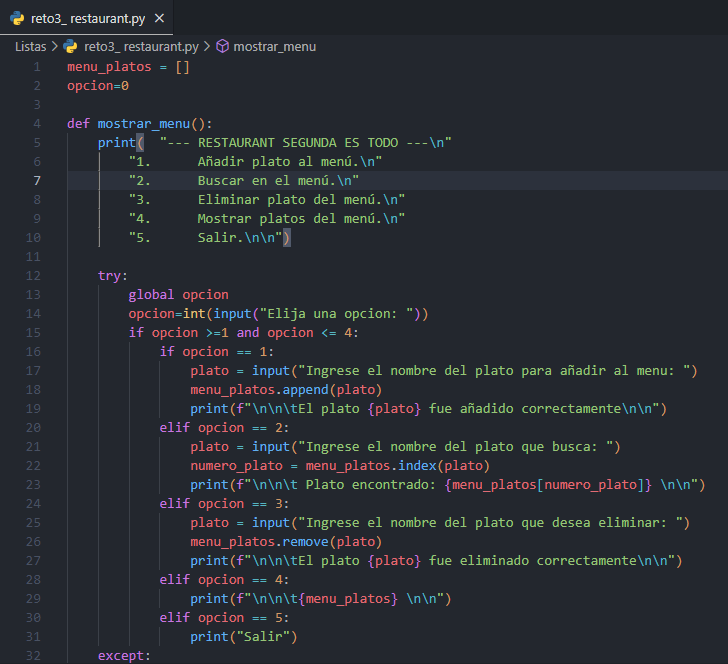 reto3_ restaurant.py
Listas > reto3_ restaurant.py > mostrar_menu
1 menu_platos = []
2 opcion=0
3
4 def mostrar_menu():
5     print(  "--- RESTAURANT SEGUNDA ES TODO ---\n"
6         "1.      Añadir plato al menú.\n"
7         "2.      Buscar en el menú.\n"
8         "3.      Eliminar plato del menú.\n"
9         "4.      Mostrar platos del menú.\n"
10         "5.      Salir.\n\n")
11
12     try:
13         global opcion
14         opcion=int(input("Elija una opcion: "))
15         if opcion >=1 and opcion <= 4:
16             if opcion == 1:
17                 plato = input("Ingrese el nombre del plato para añadir al menu: ")
18                 menu_platos.append(plato)
19                 print(f"\n\n\tEl plato {plato} fue añadido correctamente\n\n")
20             elif opcion == 2:
21                 plato = input("Ingrese el nombre del plato que busca: ")
22                 numero_plato = menu_platos.index(plato)
23                 print(f"\n\n\t Plato encontrado: {menu_platos[numero_plato]} \n\n")
24             elif opcion == 3:
25                 plato = input("Ingrese el nombre del plato que desea eliminar: ")
26                 menu_platos.remove(plato)
27                 print(f"\n\n\tEl plato {plato} fue eliminado correctamente\n\n")
28             elif opcion == 4:
29                 print(f"\n\n\t{menu_platos} \n\n")
30             elif opcion == 5:
31                 print("Salir")
32     except: